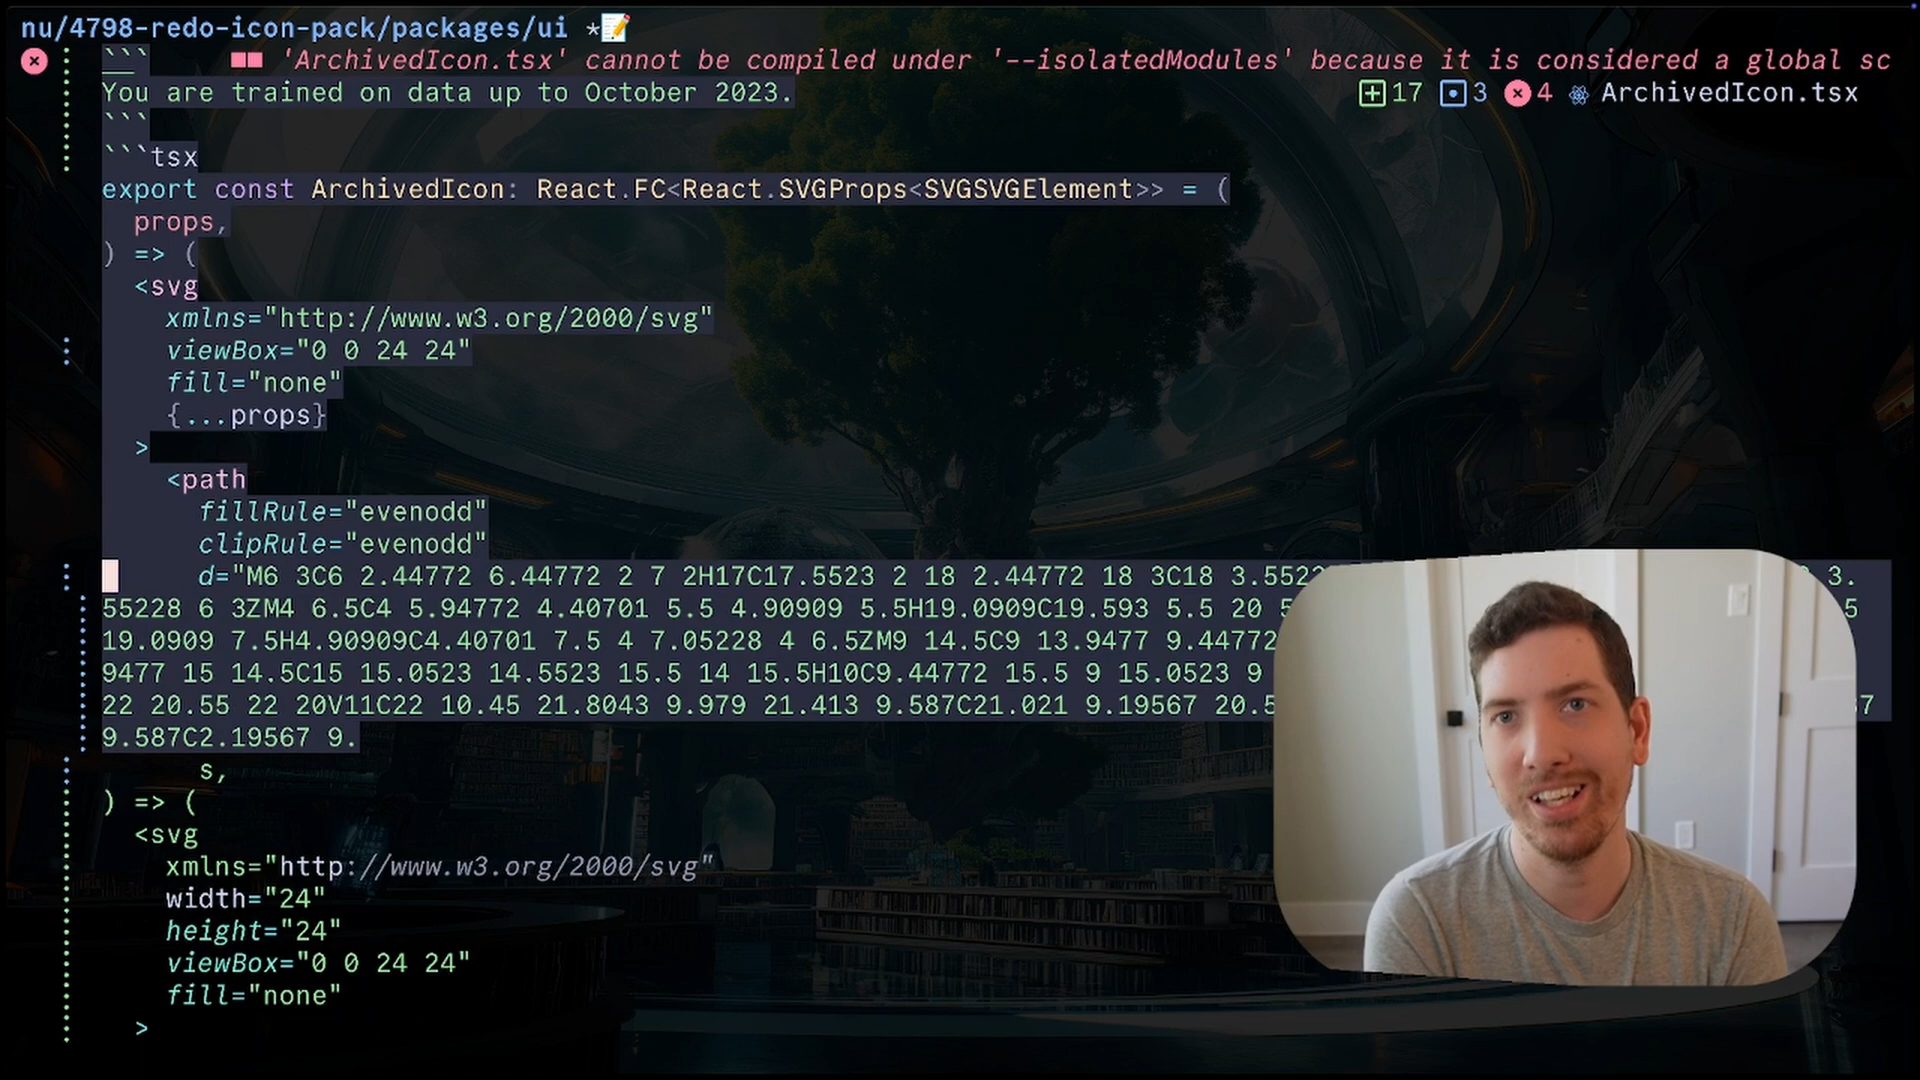 nu/4798-redo-icon-pack/packages/ui *
``` 'ArchivedIcon.tsx' cannot be compiled under '--isolatedModules' because it is considered a global sc
You are trained on data up to October 2023. 17 3 4 ArchivedIcon.tsx
```
```tsx
export const ArchivedIcon: React.FC<React.SVGProps<SVGSVGElement>> = (
props,
) => (
<svg
xmlns="http://www.w3.org/2000/svg"
viewBox="0 0 24 24"
fill="none"
{...props}
>
<path
fillRule="evenodd"
clipRule="evenodd"
d="M6 3C6 2.44772 6.44772 2 7 2H17C17.5523 2 18 2.44772 18 3C18 3. 3.
55228 6 3ZM4 6.5C4 5.94772 4.40701 5.5 4.90909 5.5H19.0909C19.593 5.5 20
19.0909 7.5H4.90909C4.40701 7.5 4 7.05228 4 6.5ZM9 14.5C9 13.9477 9.44772
9477 15 14.5C15 15.0523 14.5523 15.5 14 15.5H10C9.44772 15.5 9 15.0523 9
22 20.55 22 20V11C22 10.45 21.8043 9.979 21.413 9.587C21.021 9.19567 20.5
9.587C2.19567 9.
s,
) => (
<svg
xmlns="http://www.w3.org/2000/svg"
width="24"
height="24"
viewBox="0 0 24 24"
fill="none"
>